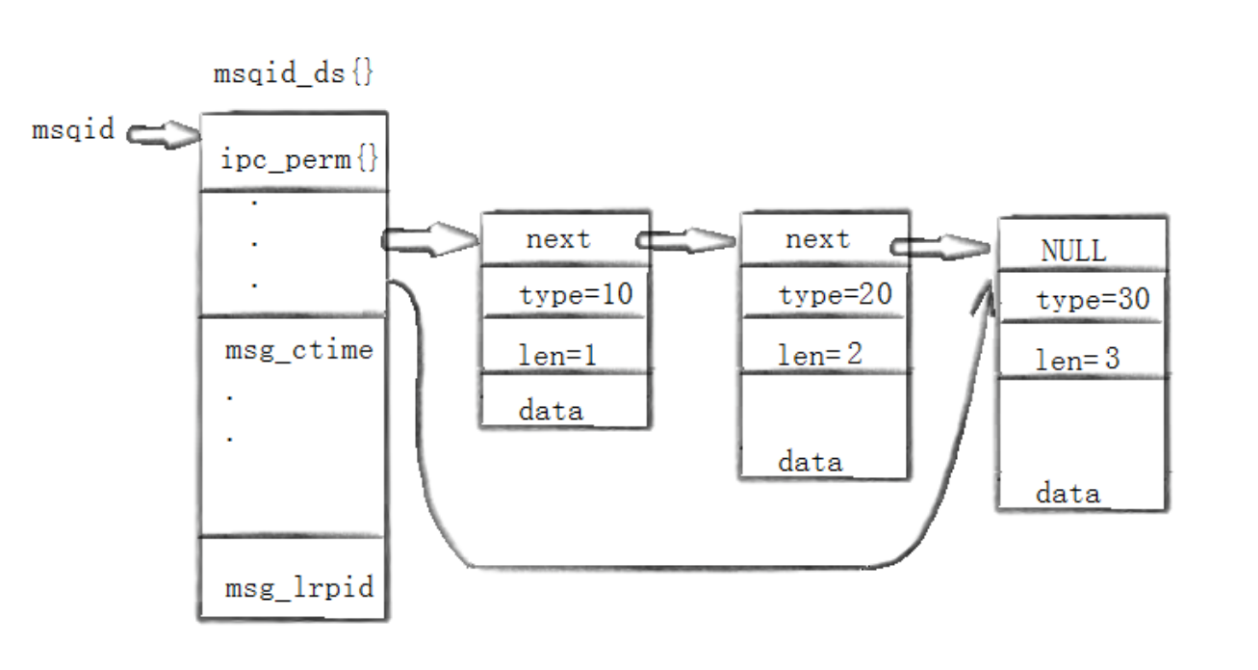 msqid_ds{}
msqid
ipc_perm{}
.
.
.
msg_ctime
.
.
msg_lrpid
next
type=10
len=1
data
next
type=20
len=2
data
NULL
type=30
len=3
data